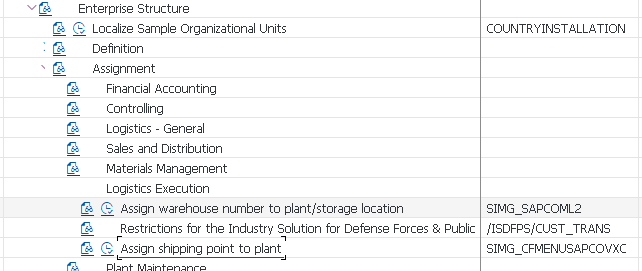 Enterprise Structure
Localize Sample Organizational Units COUNTRYINSTALLATION
Definition
Assignment
Financial Accounting
Controlling
Logistics - General
Sales and Distribution
Materials Management
Logistics Execution
Assign warehouse number to plant/storage location SIMG_SAPCOML2
Restrictions for the Industry Solution for Defense Forces & Public /ISDFPS/CUST_TRANS
Assign shipping point to plant SIMG_CFMENUSAPCOVXC
Plant Maintenance